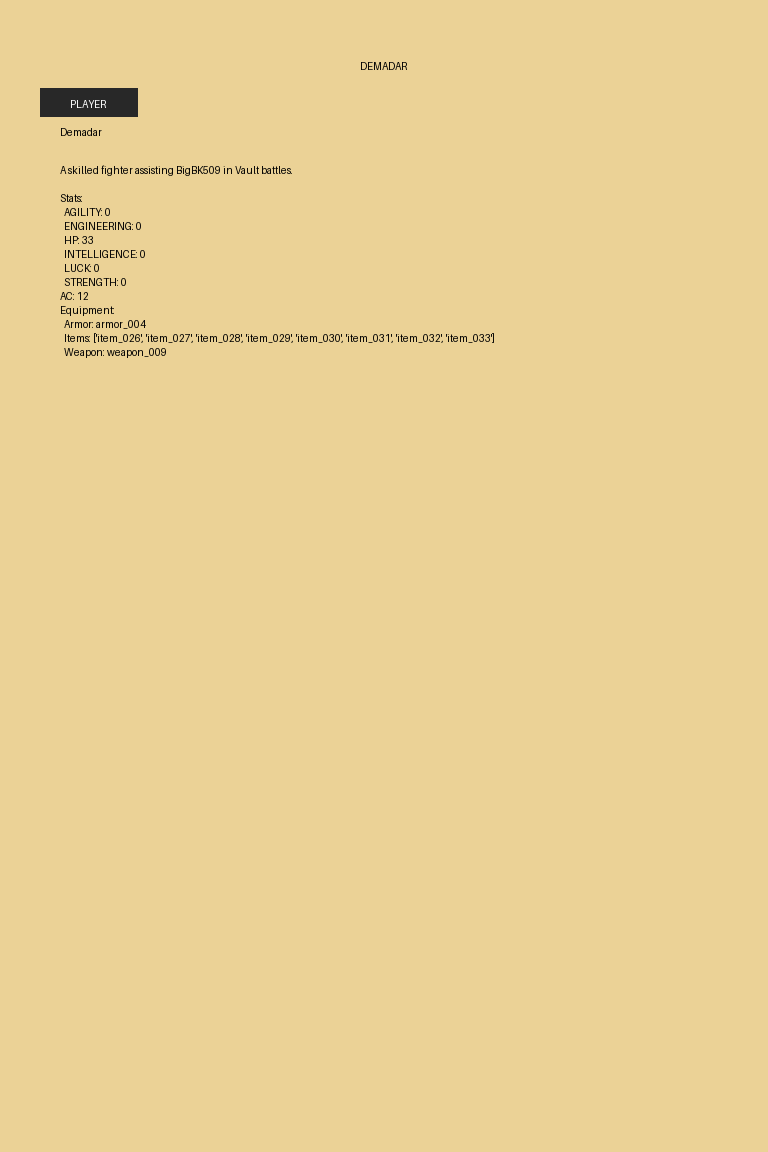 DEMADAR
PLAYER
Demadar
A skilled fighter assisting BigBK509 in Vault battles.
Stats:
AGILITY: 0
ENGINEERING: 0
HP: 33
INTELLIGENCE: 0
LUCK: 0
STRENGTH: 0
AC: 12
Equipment:
Armor: armor_004
Items: ['item_026', 'item_027', 'item_028', 'item_029', 'item_030', 'item_031', 'item_032', 'item_033']
Weapon: weapon_009